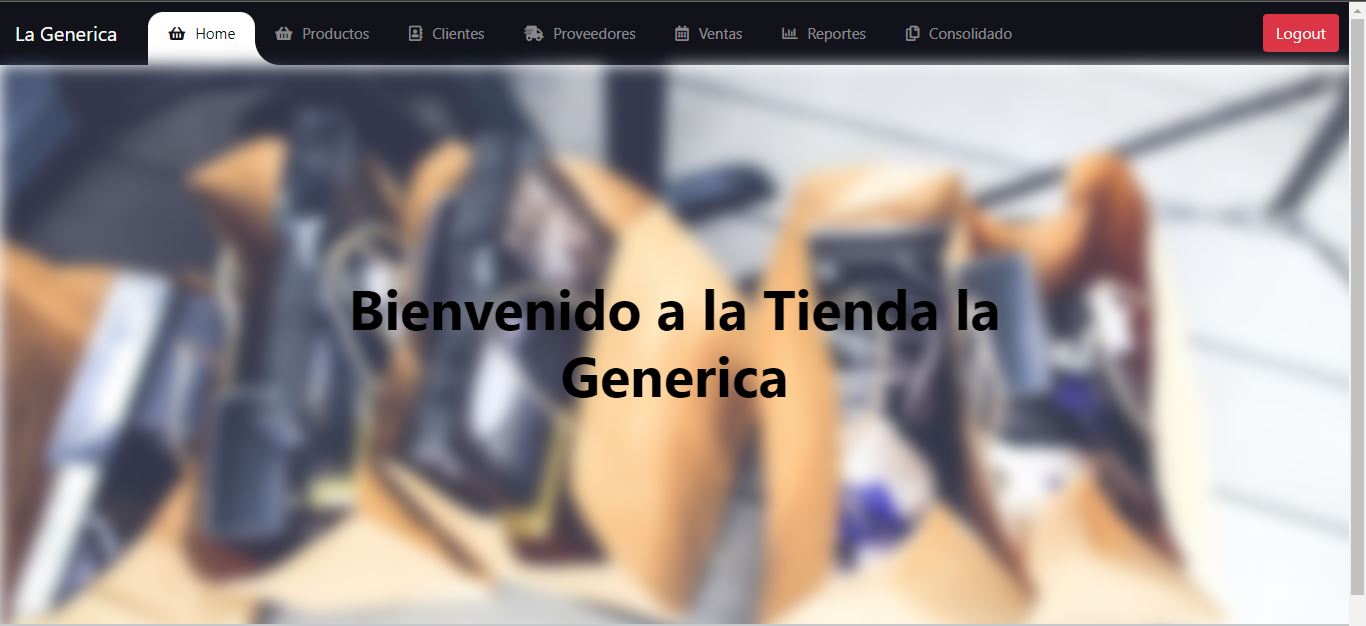 La Generica Home Productos Clientes Proveedores Ventas Reportes Consolidado Logout
Bienvenido a la Tienda la
Generica